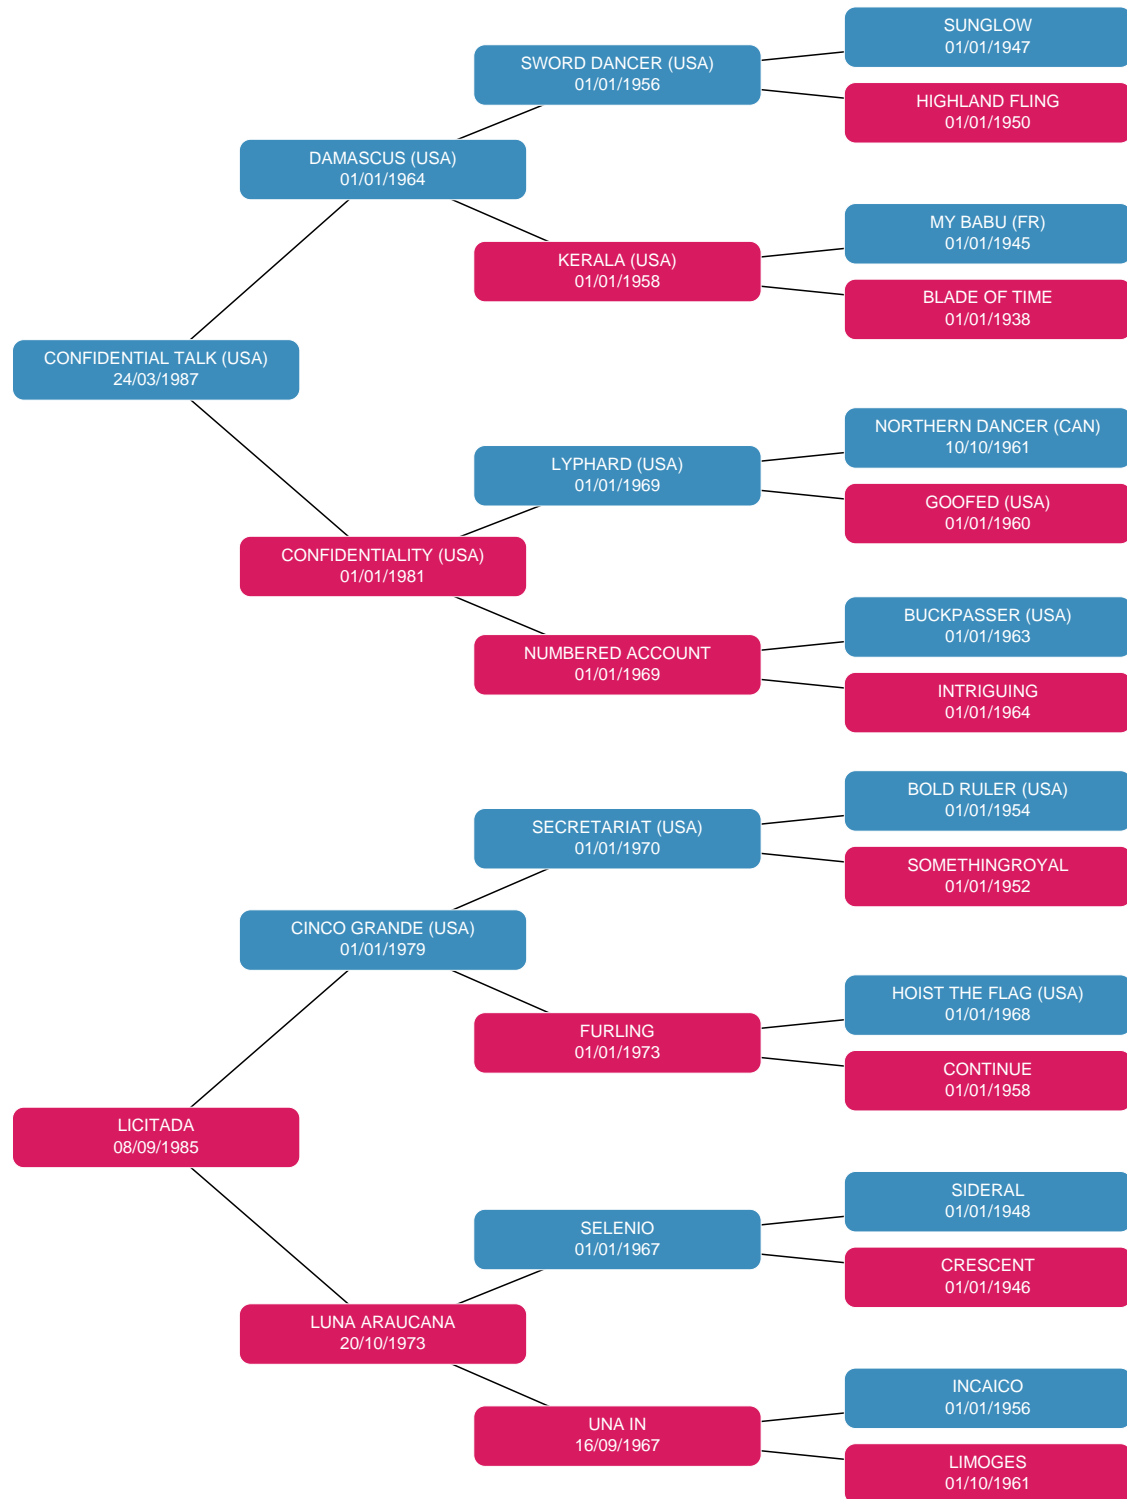 SUNGLOW
01/01/1947
SWORD DANCER (USA)
01/01/1956
HIGHLAND FLING
01/01/1950
DAMASCUS (USA)
01/01/1964
MY BABU (FR)
01/01/1945
KERALA (USA)
01/01/1958
BLADE OF TIME
01/01/1938
CONFIDENTIAL TALK (USA)
24/03/1987
NORTHERN DANCER (CAN)
10/10/1961
LYPHARD (USA)
01/01/1969
GOOFED (USA)
01/01/1960
CONFIDENTIALITY (USA)
01/01/1981
BUCKPASSER (USA)
01/01/1963
NUMBERED ACCOUNT
01/01/1969
INTRIGUING
01/01/1964
BOLD RULER (USA)
01/01/1954
SECRETARIAT (USA)
01/01/1970
SOMETHINGROYAL
01/01/1952
CINCO GRANDE (USA)
01/01/1979
HOIST THE FLAG (USA)
01/01/1968
FURLING
01/01/1973
CONTINUE
01/01/1958
LICITADA
08/09/1985
SIDERAL
01/01/1948
SELENIO
01/01/1967
CRESCENT
01/01/1946
LUNA ARAUCANA
20/10/1973
INCAICO
01/01/1956
UNA IN
16/09/1967
LIMOGES
01/10/1961